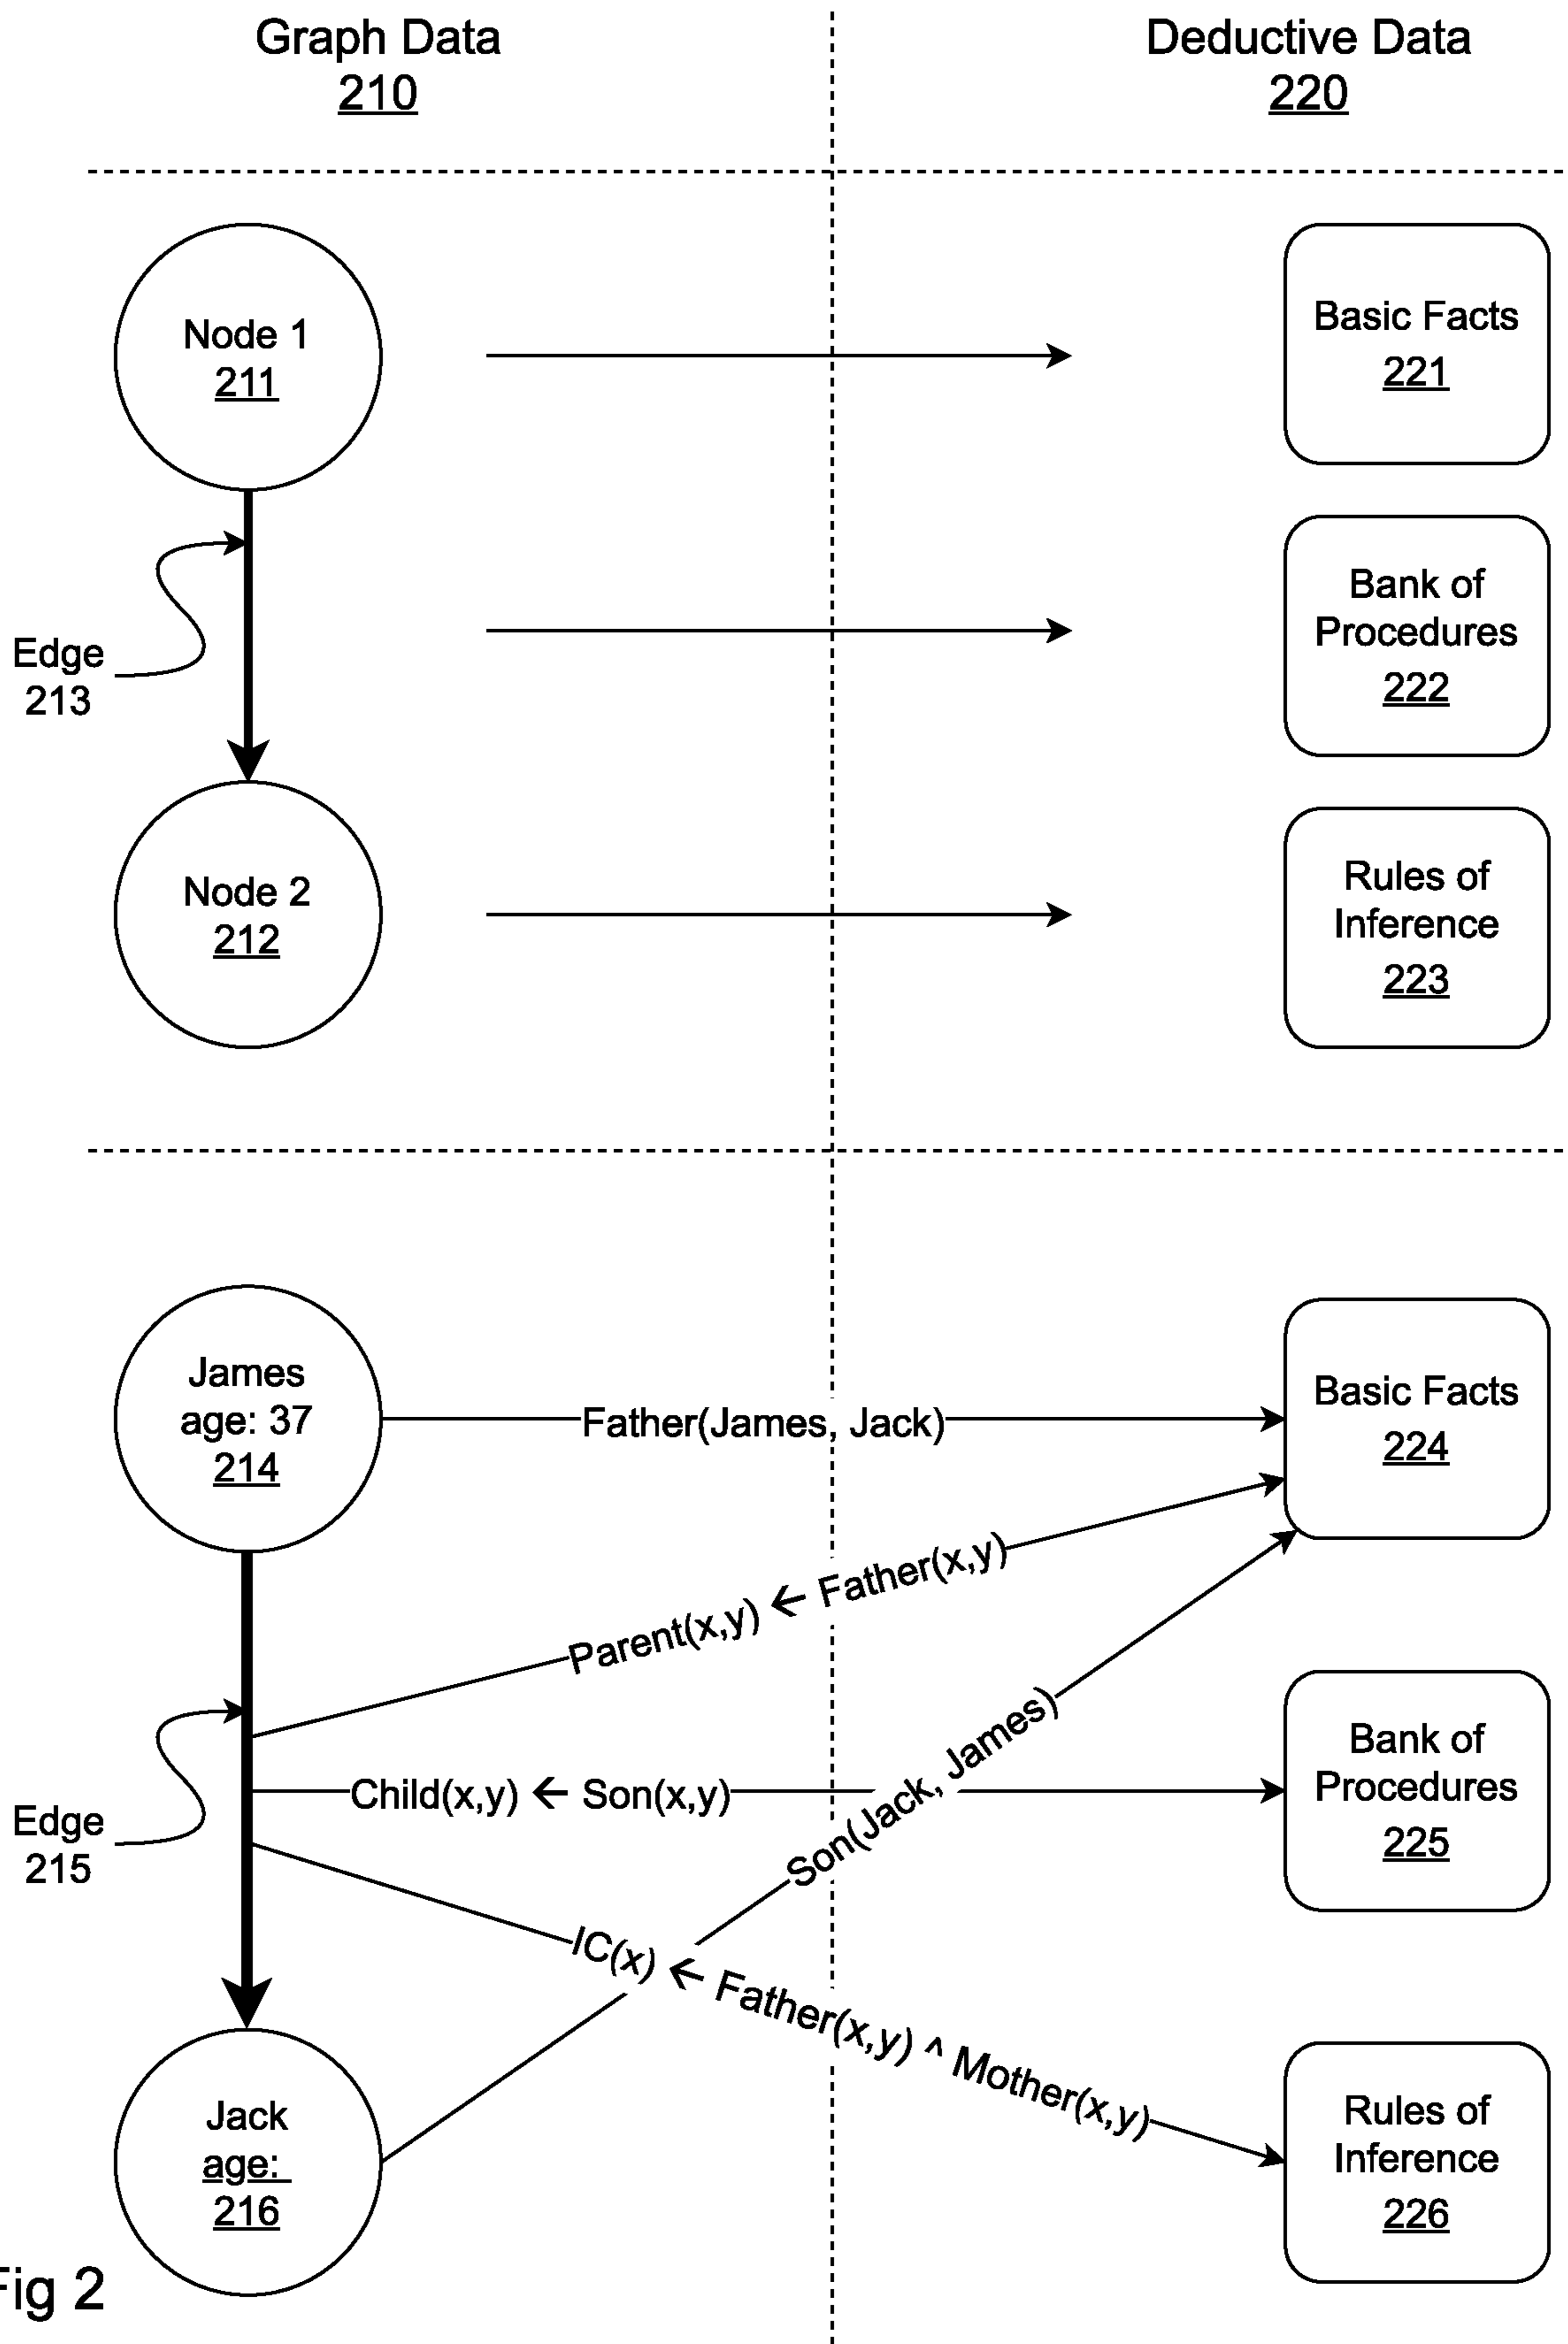 Graph Data
210
Deductive Data
220
Node 1
211
Basic Facts
221
Edge
213
Bank of
Procedures
222
Node 2
212
Rules of
Inference
223
James
age: 37
214
Father(James, Jack)
Basic Facts
224
Parent(x,y) ← Father(x,y)
Edge
215
Child(x,y) ← Son(x,y)
Son(Jack, James)
Bank of
Procedures
225
IC(x) ← Father(x,y) ^ Mother(x,y)
Jack
age:
216
Rules of
Inference
226
ig 2